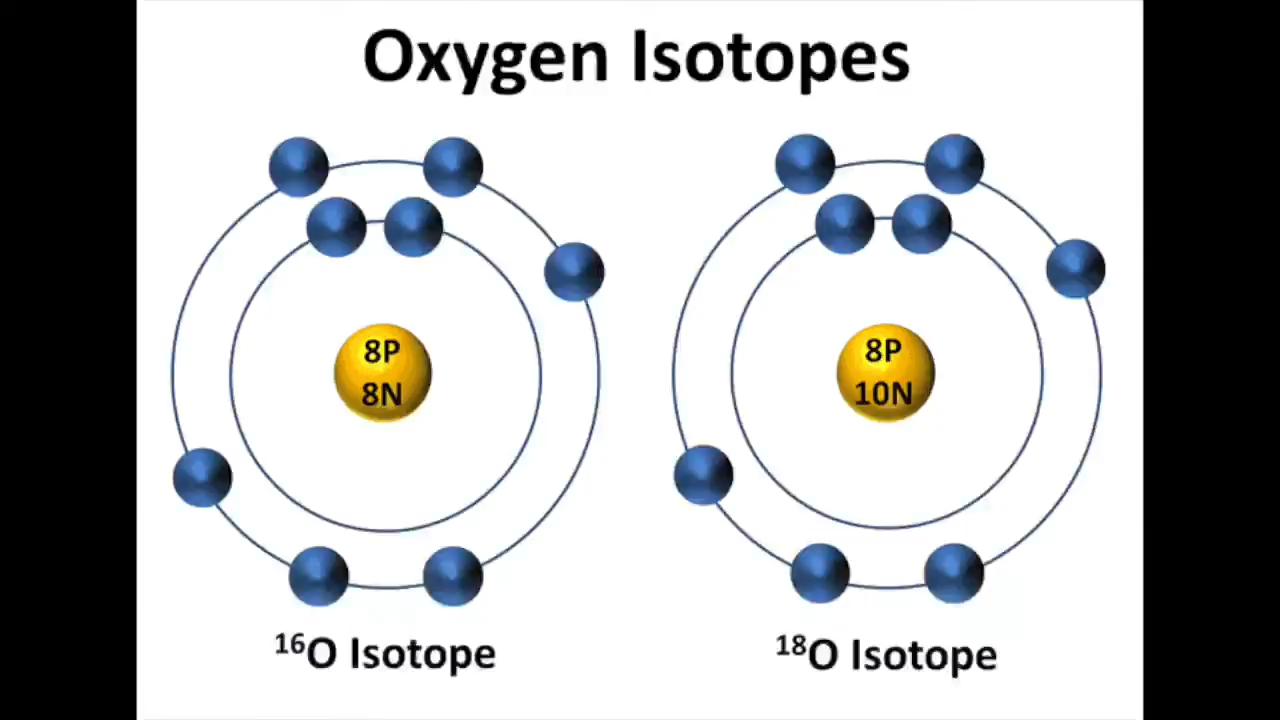 Oxygen Isotopes
8P
8N
8P
10N
¹⁶O Isotope
¹⁸O Isotope